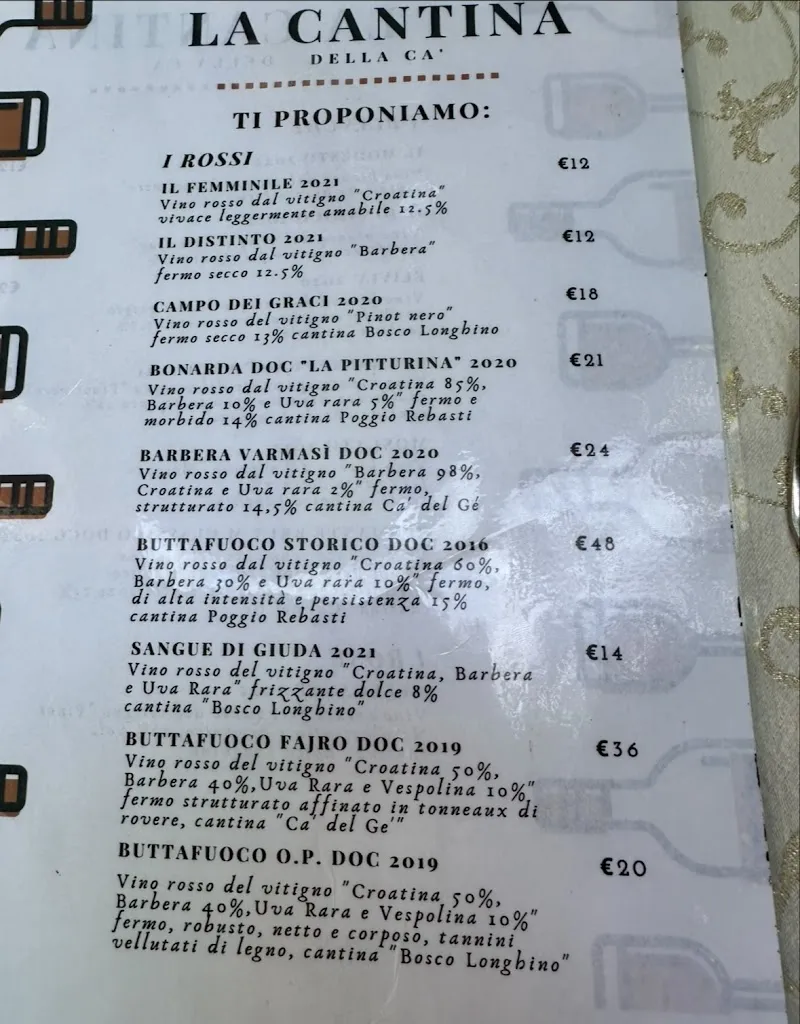 LA CANTINA
DELLA CA'
TI PROPONIAMO:
I ROSSI
IL FEMMINILE 2021 €12
Vino rosso dal vitigno "Croatina"
vivace leggermente amabile 12.5%
IL DISTINTO 2021 €12
Vino rosso dal vitigno "Barbera"
fermo secco 12.5%
CAMPO DEI GRACI 2020 €18
Vino rosso del vitigno "Pinot nero"
fermo secco 13% cantina Bosco Longhino
BONARDA DOC "LA PITTURINA" 2020 €21
Vino rosso dal vitigno "Croatina 85%,
Barbera 10% e Uva rara 5%" fermo e
morbido 14% cantina Poggio Rebasti
BARBERA VARMASÌ DOC 2020 €24
Vino rosso dal vitigno "Barbera 98%,
Croatina e Uva rara 2%" fermo,
strutturato 14,5% cantina Ca' del Gé
BUTTAFUOCO STORICO DOC 2016 €48
Vino rosso dal vitigno "Croatina 60%,
Barbera 30% e Uva rara 10%" fermo,
di alta intensità e persistenza 15%
cantina Poggio Rebasti
SANGUE DI GIUDA 2021 €14
Vino rosso del vitigno "Croatina, Barbera
e Uva Rara" frizzante dolce 8%
cantina "Bosco Longhino"
BUTTAFUOCO FAJRO DOC 2019 €36
Vino rosso del vitigno "Croatina 50%,
Barbera 40%,Uva Rara e Vespolina 10%"
fermo strutturato affinato in tonneaux di
rovere, cantina "Ca' del Ge'"
BUTTAFUOCO O.P. DOC 2019 €20
Vino rosso del vitigno "Croatina 50%,
Barbera 40%,Uva Rara e Vespolina 10%"
fermo, robusto, netto e corposo, tannini
vellutati di legno, cantina "Bosco Longhino"